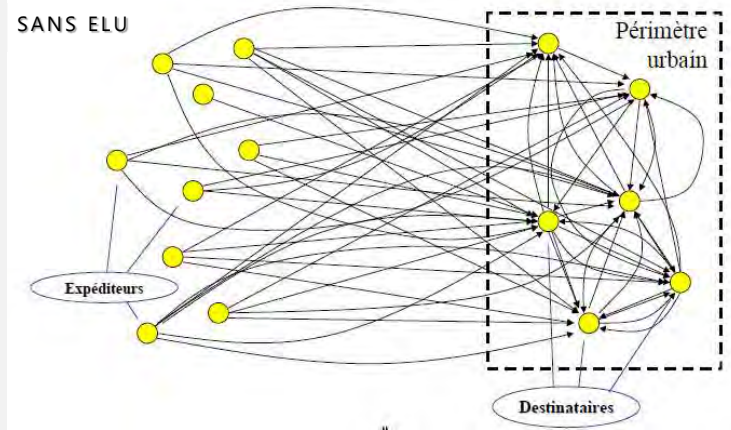 SANS ELU
Périmètre
urbain
Expéditeurs
Destinataires